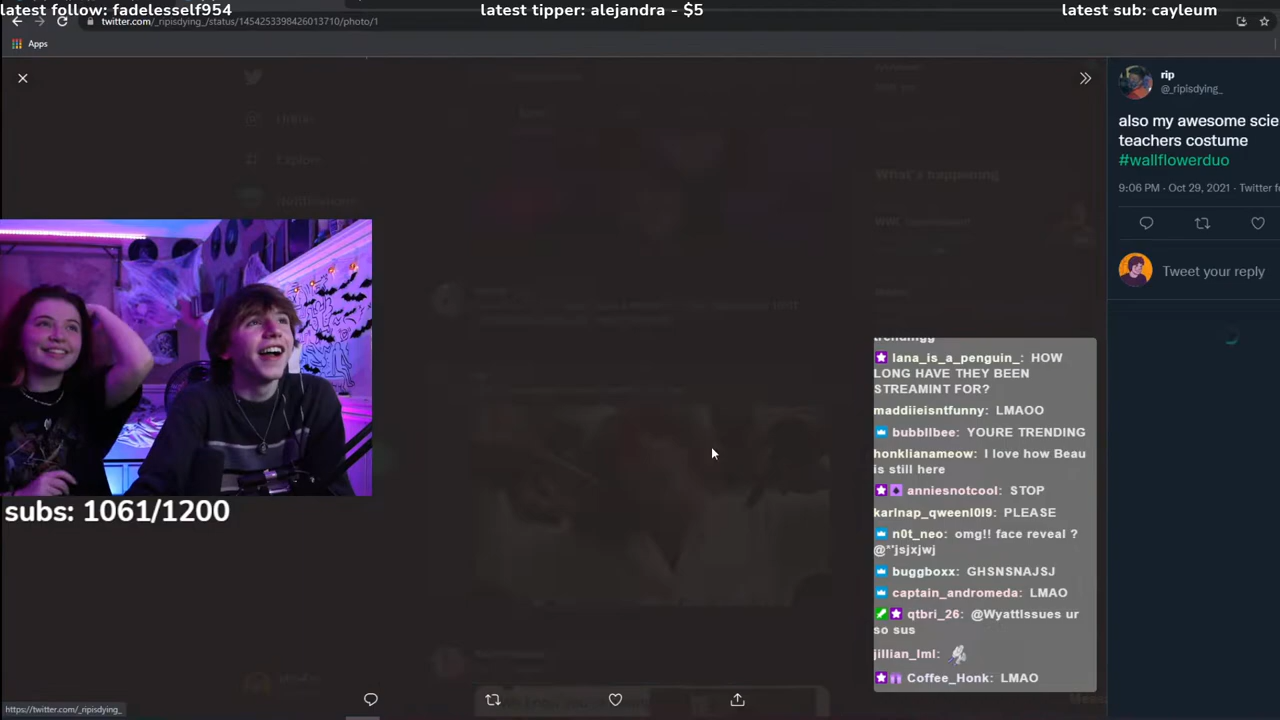 latest follow: fadelesself954
latest tipper: alejandra - $5
latest sub: cayleum
twitter.com/_ripisdying_/status/1454253398426013710/photo/1
Apps
rip
@_ripisdying_
also my awesome scie
teachers costume
#wallflowerduo
9:06 PM · Oct 29, 2021 · Twitter f
Tweet your reply
Explore
What's happening
lana_is_a_penguin_: HOW
LONG HAVE THEY BEEN
STREAMINT FOR?
maddiieisntfunny: LMAOO
bubbllbee: YOURE TRENDING
honklianameow: I love how Beau
is still here
anniesnotcool: STOP
karlnap_qweenl0l9: PLEASE
n0t_neo: omg!! face reveal ?
@*'jsjxjwj
buggboxx: GHSNSNAJSJ
captain_andromeda: LMAO
qtbri_26: @WyattIssues ur
so sus
jillian_lml:
Coffee_Honk: LMAO
subs: 1061/1200
https://twitter.com/_ripisdying_